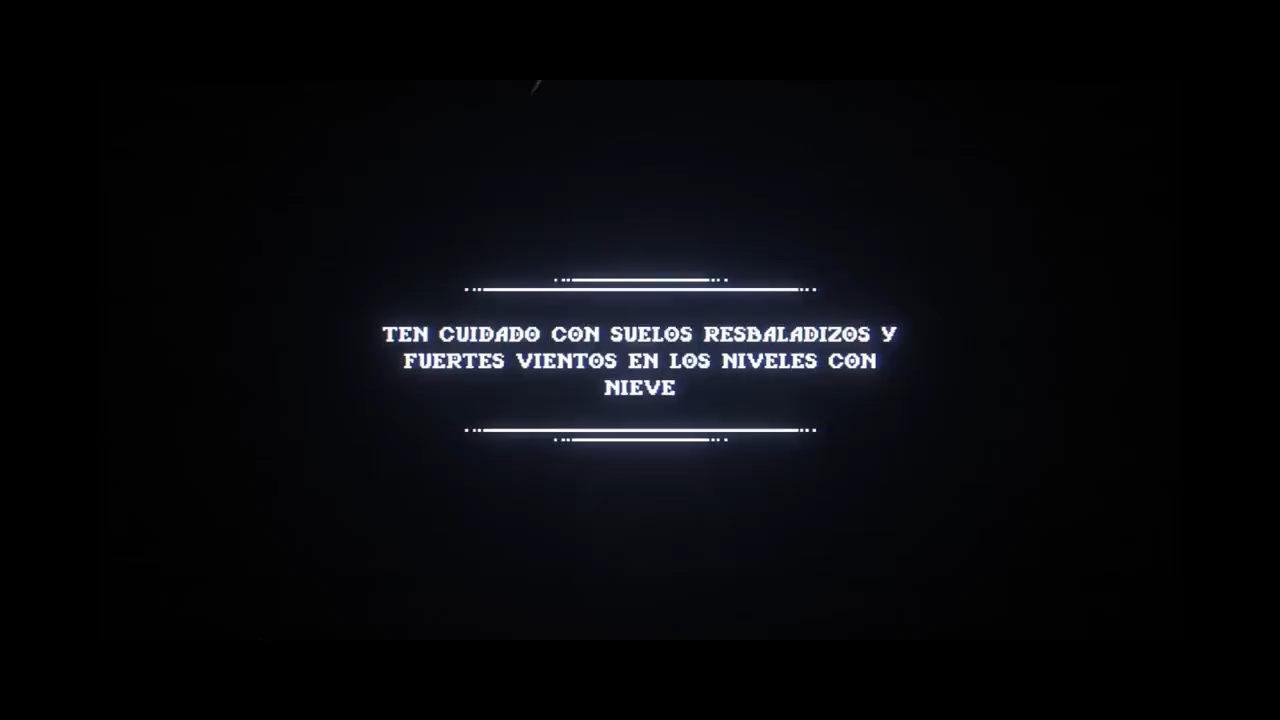 TEN CUIDADO CON SUELOS RESBALADIZOS Y
FUERTES VIENTOS EN LOS NIVELES CON
NIEVE